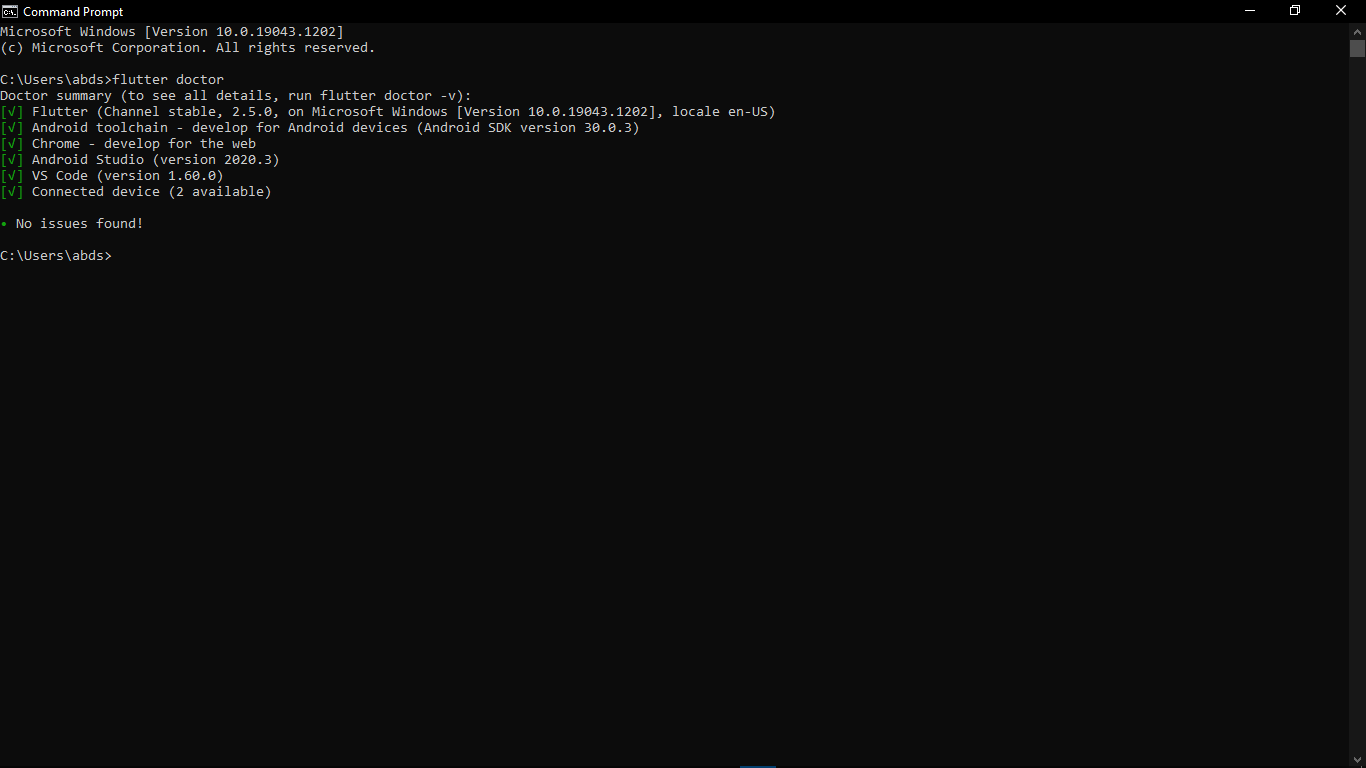 Command Prompt
Microsoft Windows [Version 10.0.19043.1202]
(c) Microsoft Corporation. All rights reserved.
C:\Users\abds>flutter doctor
Doctor summary (to see all details, run flutter doctor -v):
[√] Flutter (Channel stable, 2.5.0, on Microsoft Windows [Version 10.0.19043.1202], locale en-US)
[√] Android toolchain - develop for Android devices (Android SDK version 30.0.3)
[√] Chrome - develop for the web
[√] Android Studio (version 2020.3)
[√] VS Code (version 1.60.0)
[√] Connected device (2 available)
• No issues found!
C:\Users\abds>